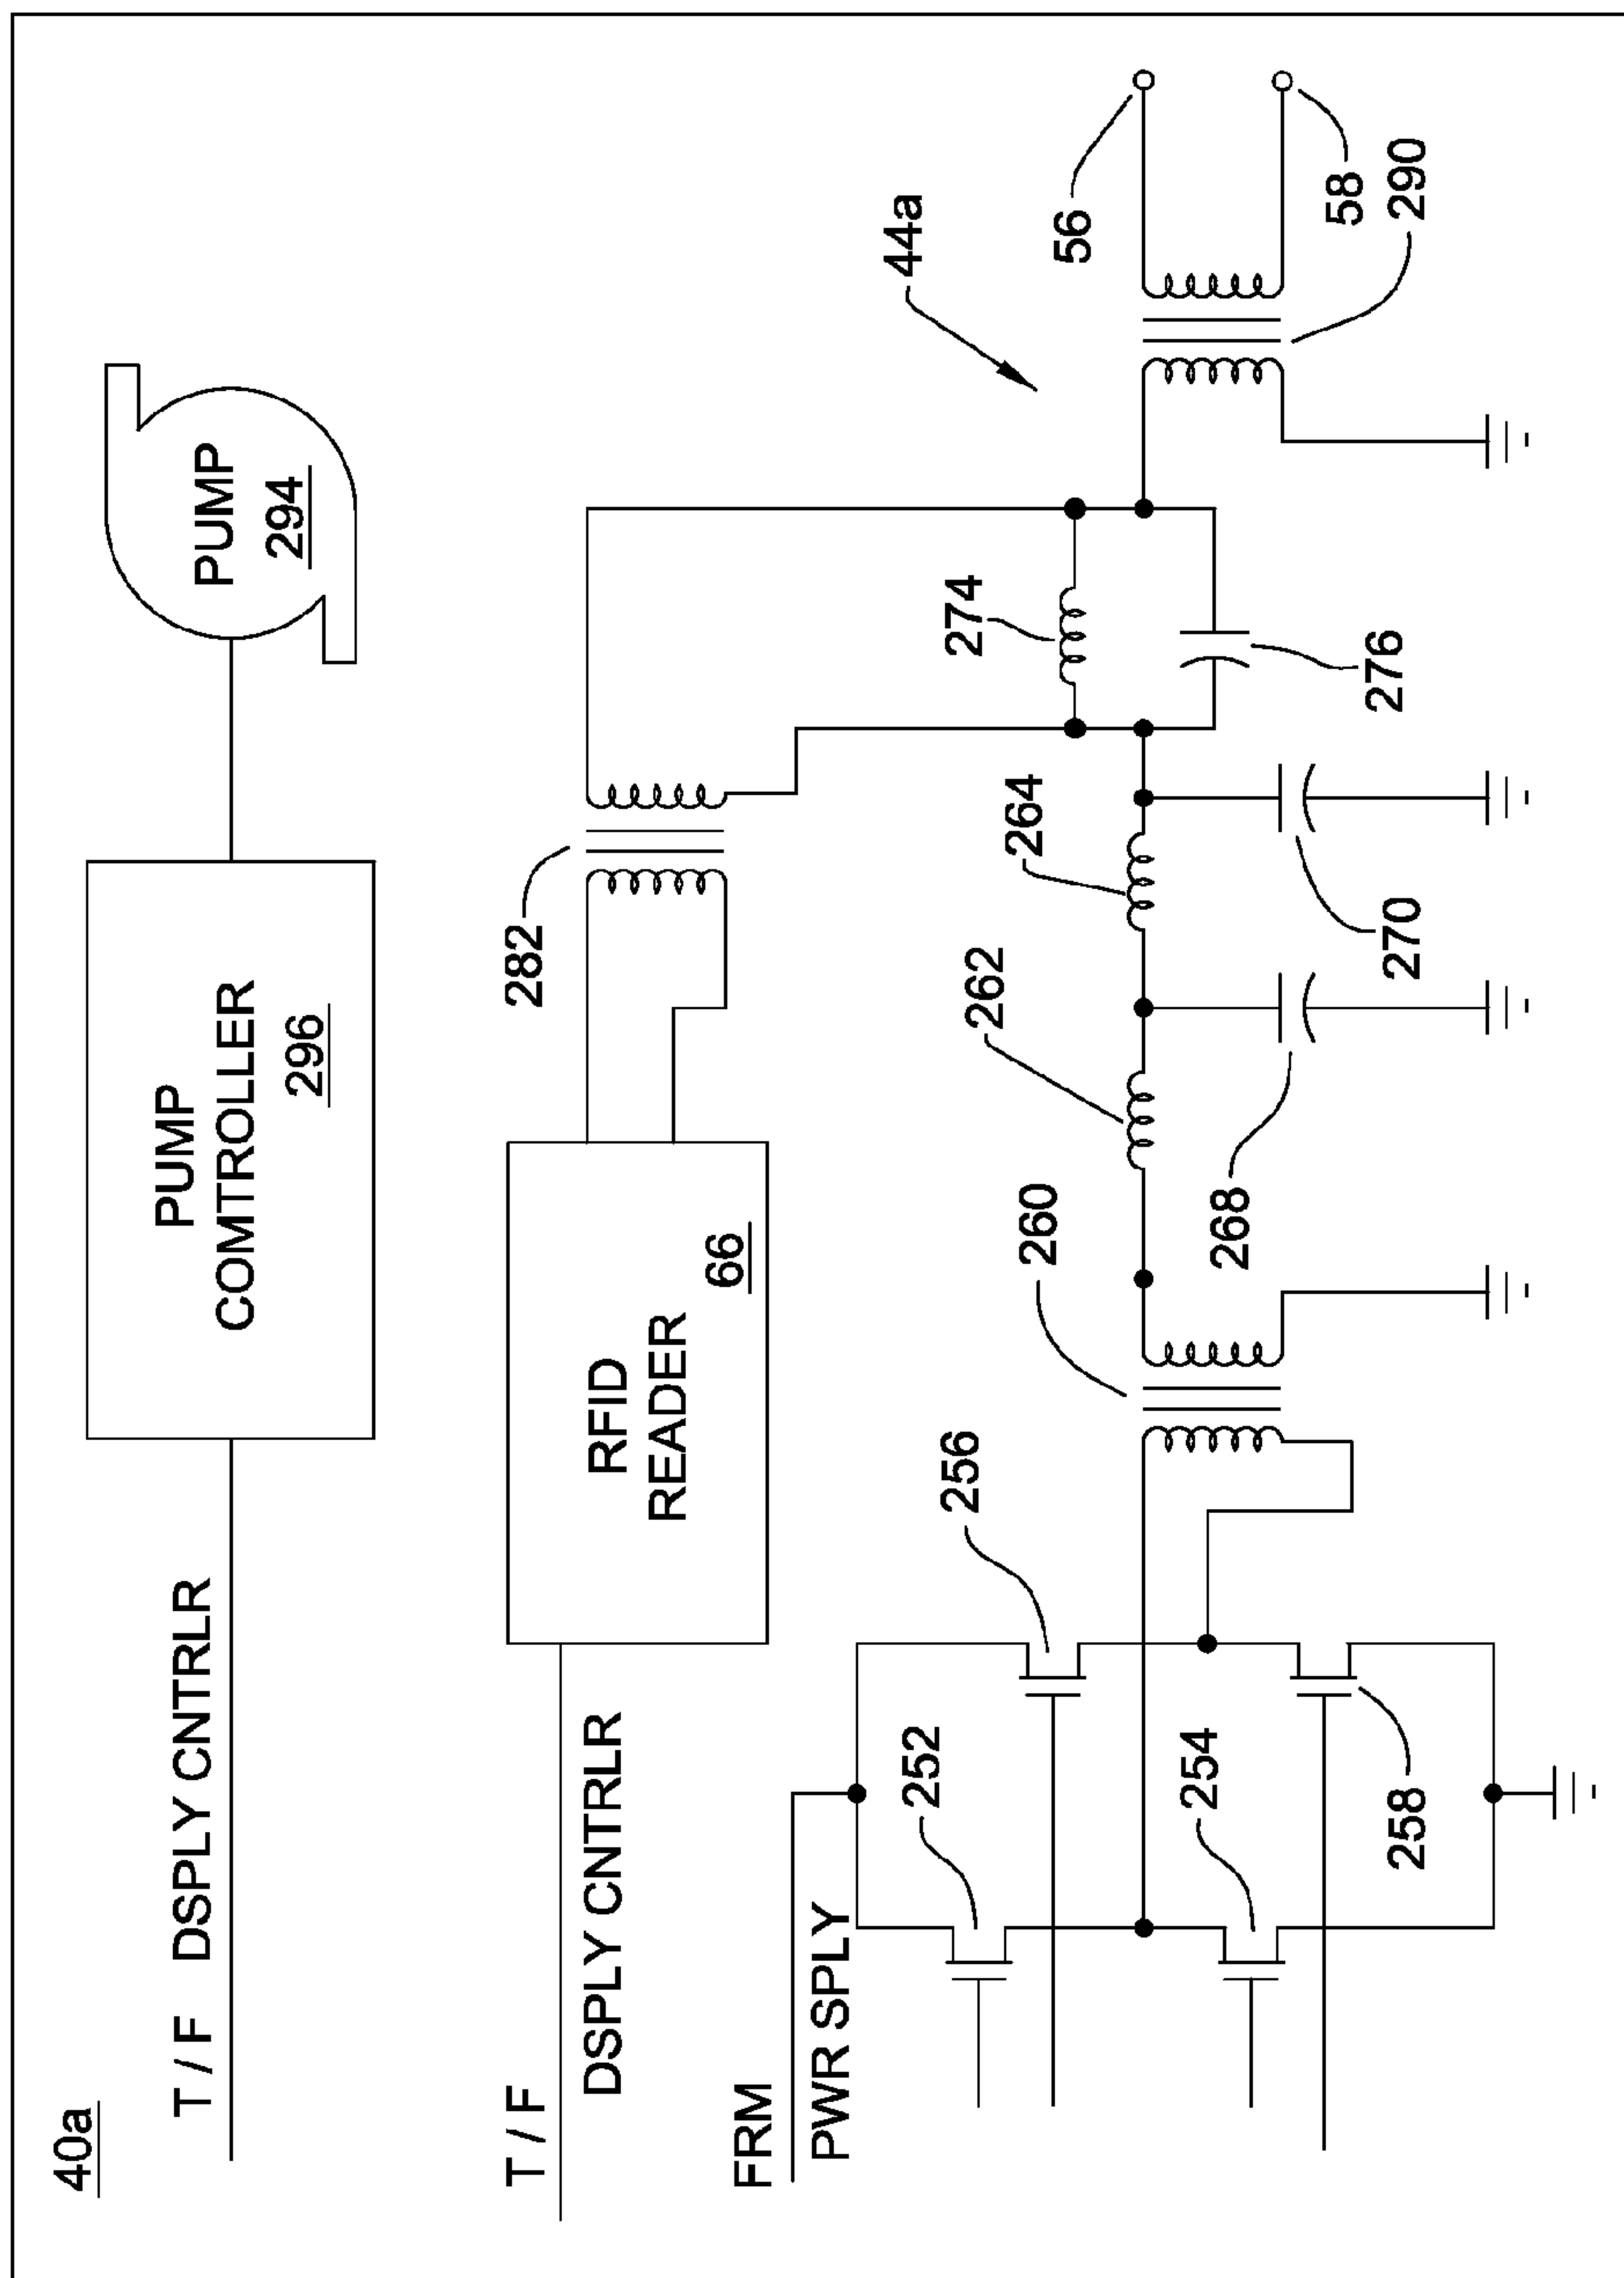 40a
T / F DSPLY CNTRLR
PUMP
COMTROLLER
296
PUMP
294
T / F
DSPLY CNTRLR
RFID
READER
66
282
44a
FRM
PWR SPLY
252
256
254
258
260
262
264
268
270
274
276
56
58
290